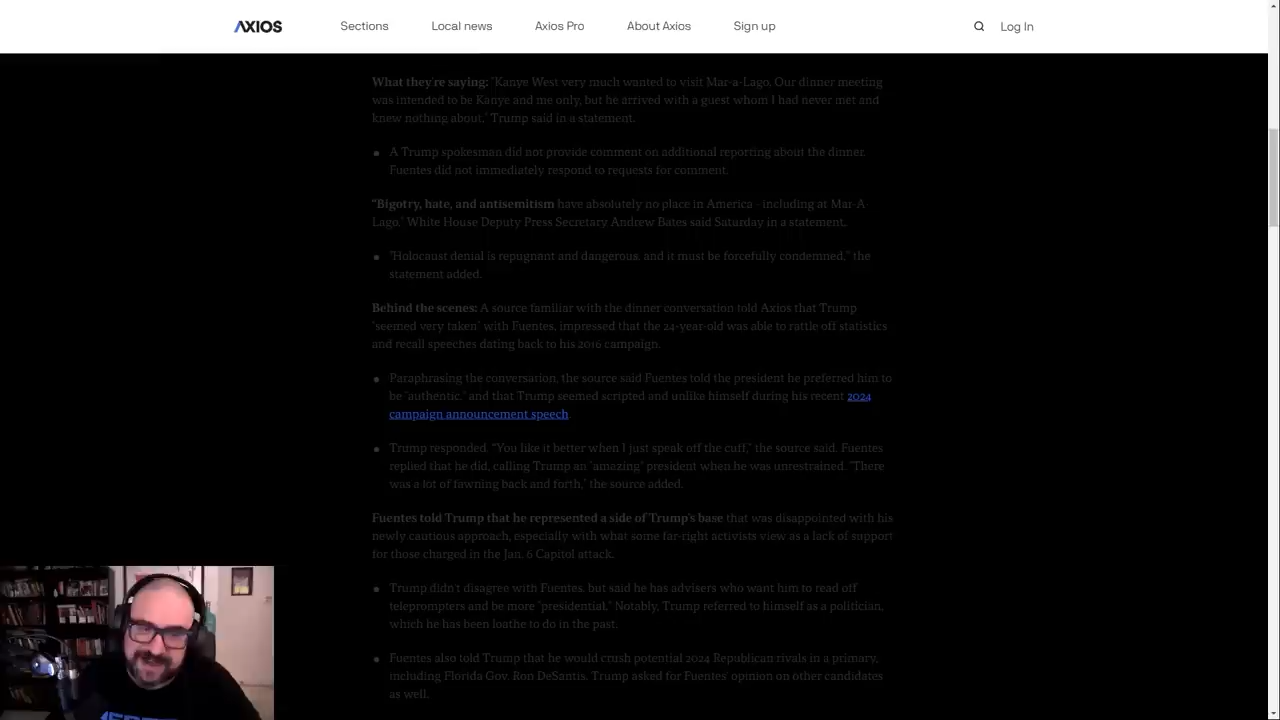 AXIOS
Sections
Local news
Axios Pro
About Axios
Sign up
Log In
What they're saying: "Kanye West very much wanted to visit Mar-a-Lago. Our dinner meeting
was intended to be Kanye and me only, but he arrived with a guest whom I had never met and
knew nothing about," Trump said in a statement.
A Trump spokesman did not provide comment on additional reporting about the dinner.
Fuentes did not immediately respond to requests for comment.
"Bigotry, hate, and antisemitism have absolutely no place in America - including at Mar-A-
Lago," White House Deputy Press Secretary Andrew Bates said Saturday in a statement.
"Holocaust denial is repugnant and dangerous, and it must be forcefully condemned," the
statement added.
Behind the scenes: A source familiar with the dinner conversation told Axios that Trump
"seemed very taken" with Fuentes, impressed that the 24-year-old was able to rattle off statistics
and recall speeches dating back to his 2016 campaign.
Paraphrasing the conversation, the source said Fuentes told the president he preferred him to
be "authentic," and that Trump seemed scripted and unlike himself during his recent 2024
campaign announcement speech
Trump responded, "You like it better when I just speak off the cuff," the source said. Fuentes
replied that he did, calling Trump an "amazing" president when he was unrestrained. "There
was a lot of fawning back and forth," the source added.
Fuentes told Trump that he represented a side of Trump's base that was disappointed with his
newly cautious approach, especially with what some far-right activists view as a lack of support
for those charged in the Jan. 6 Capitol attack.
Trump didn't disagree with Fuentes, but said he has advisers who want him to read off
teleprompters and be more "presidential." Notably, Trump referred to himself as a politician,
which he has been loathe to do in the past.
Fuentes also told Trump that he would crush potential 2024 Republican rivals in a primary,
including Florida Gov. Ron DeSantis. Trump asked for Fuentes' opinion on other candidates
as well.